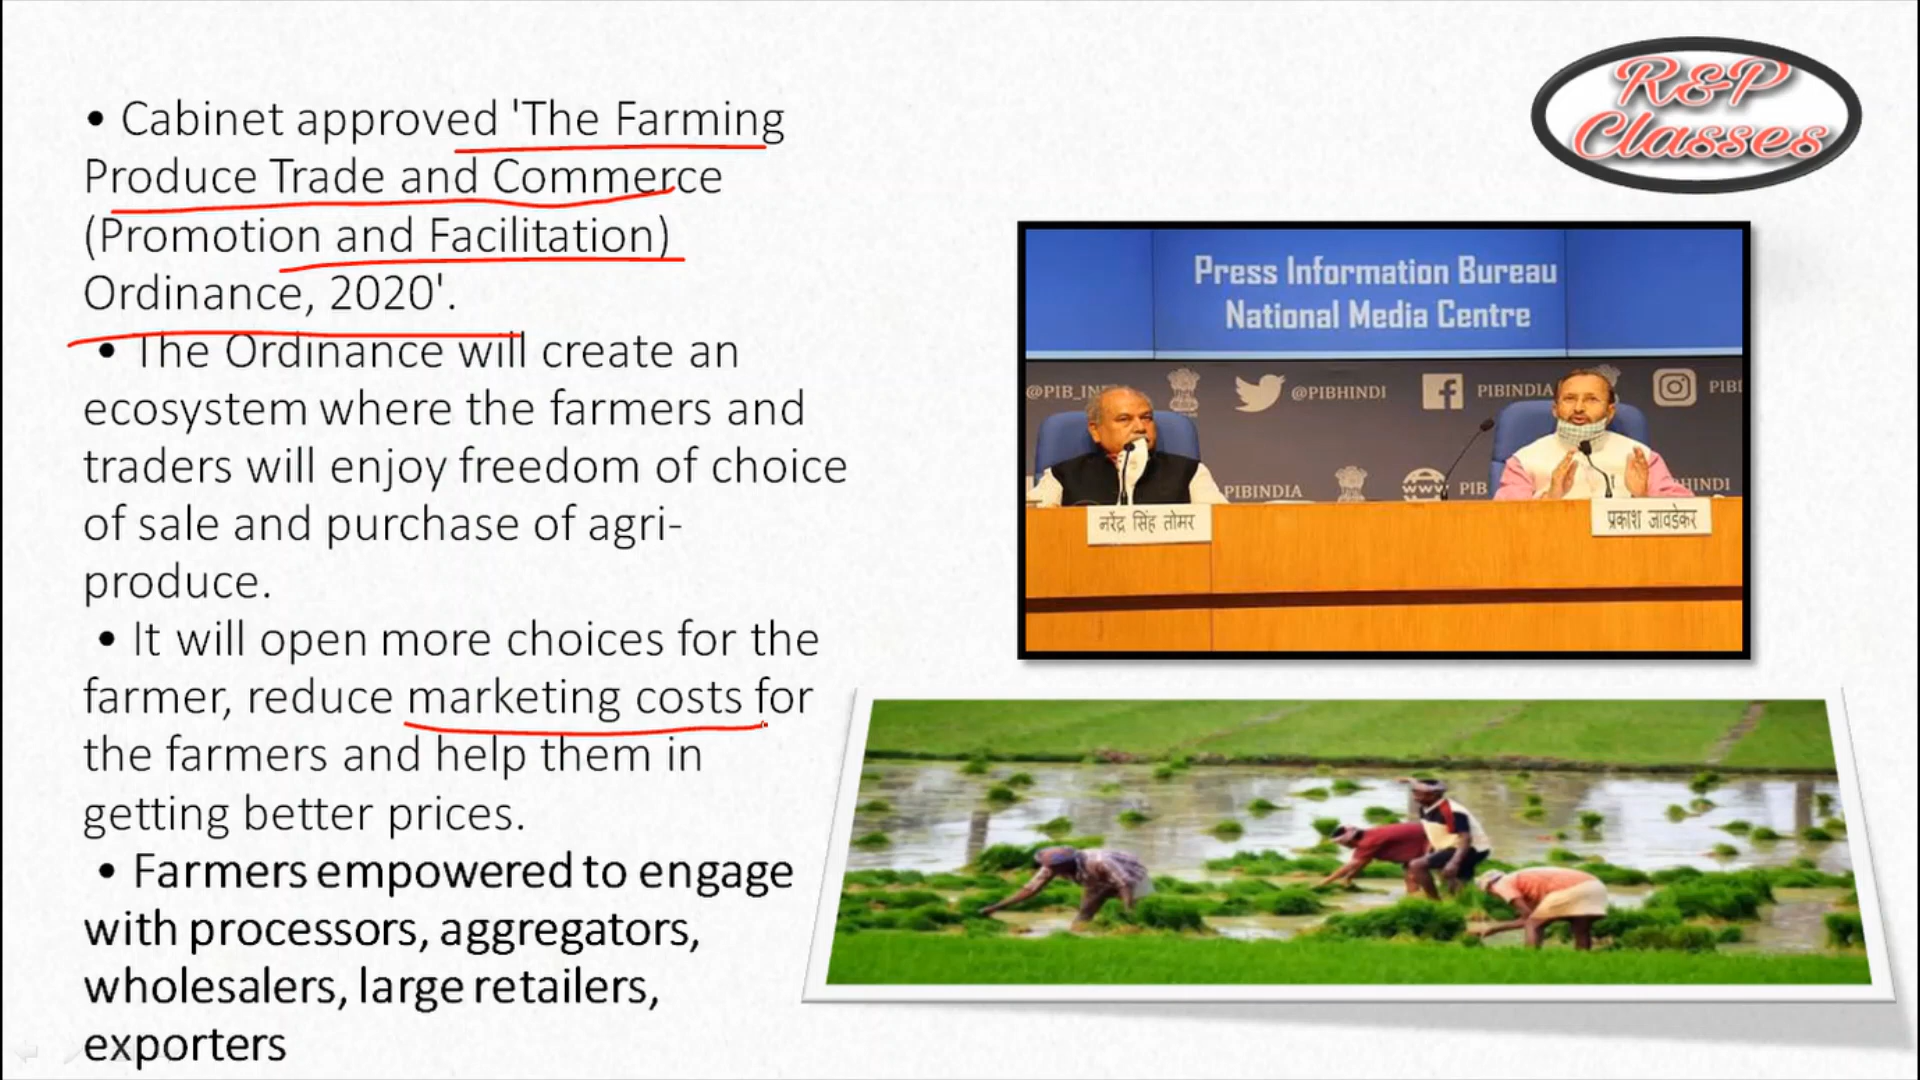 • Cabinet approved 'The Farming
Produce Trade and Commerce
(Promotion and Facilitation)
Ordinance, 2020'.
• The Ordinance will create an
ecosystem where the farmers and
traders will enjoy freedom of choice
of sale and purchase of agri-
produce.
• It will open more choices for the
farmer, reduce marketing costs for
the farmers and help them in
getting better prices.
• Farmers empowered to engage
with processors, aggregators,
wholesalers, large retailers,
exporters
R&P
Classes
Press Information Bureau
National Media Centre
@PIBHINDI
PIBINDIA
PIBINDIA
www
PIB
नरेंद्र सिंह तोमर
प्रकाश जावडेकर